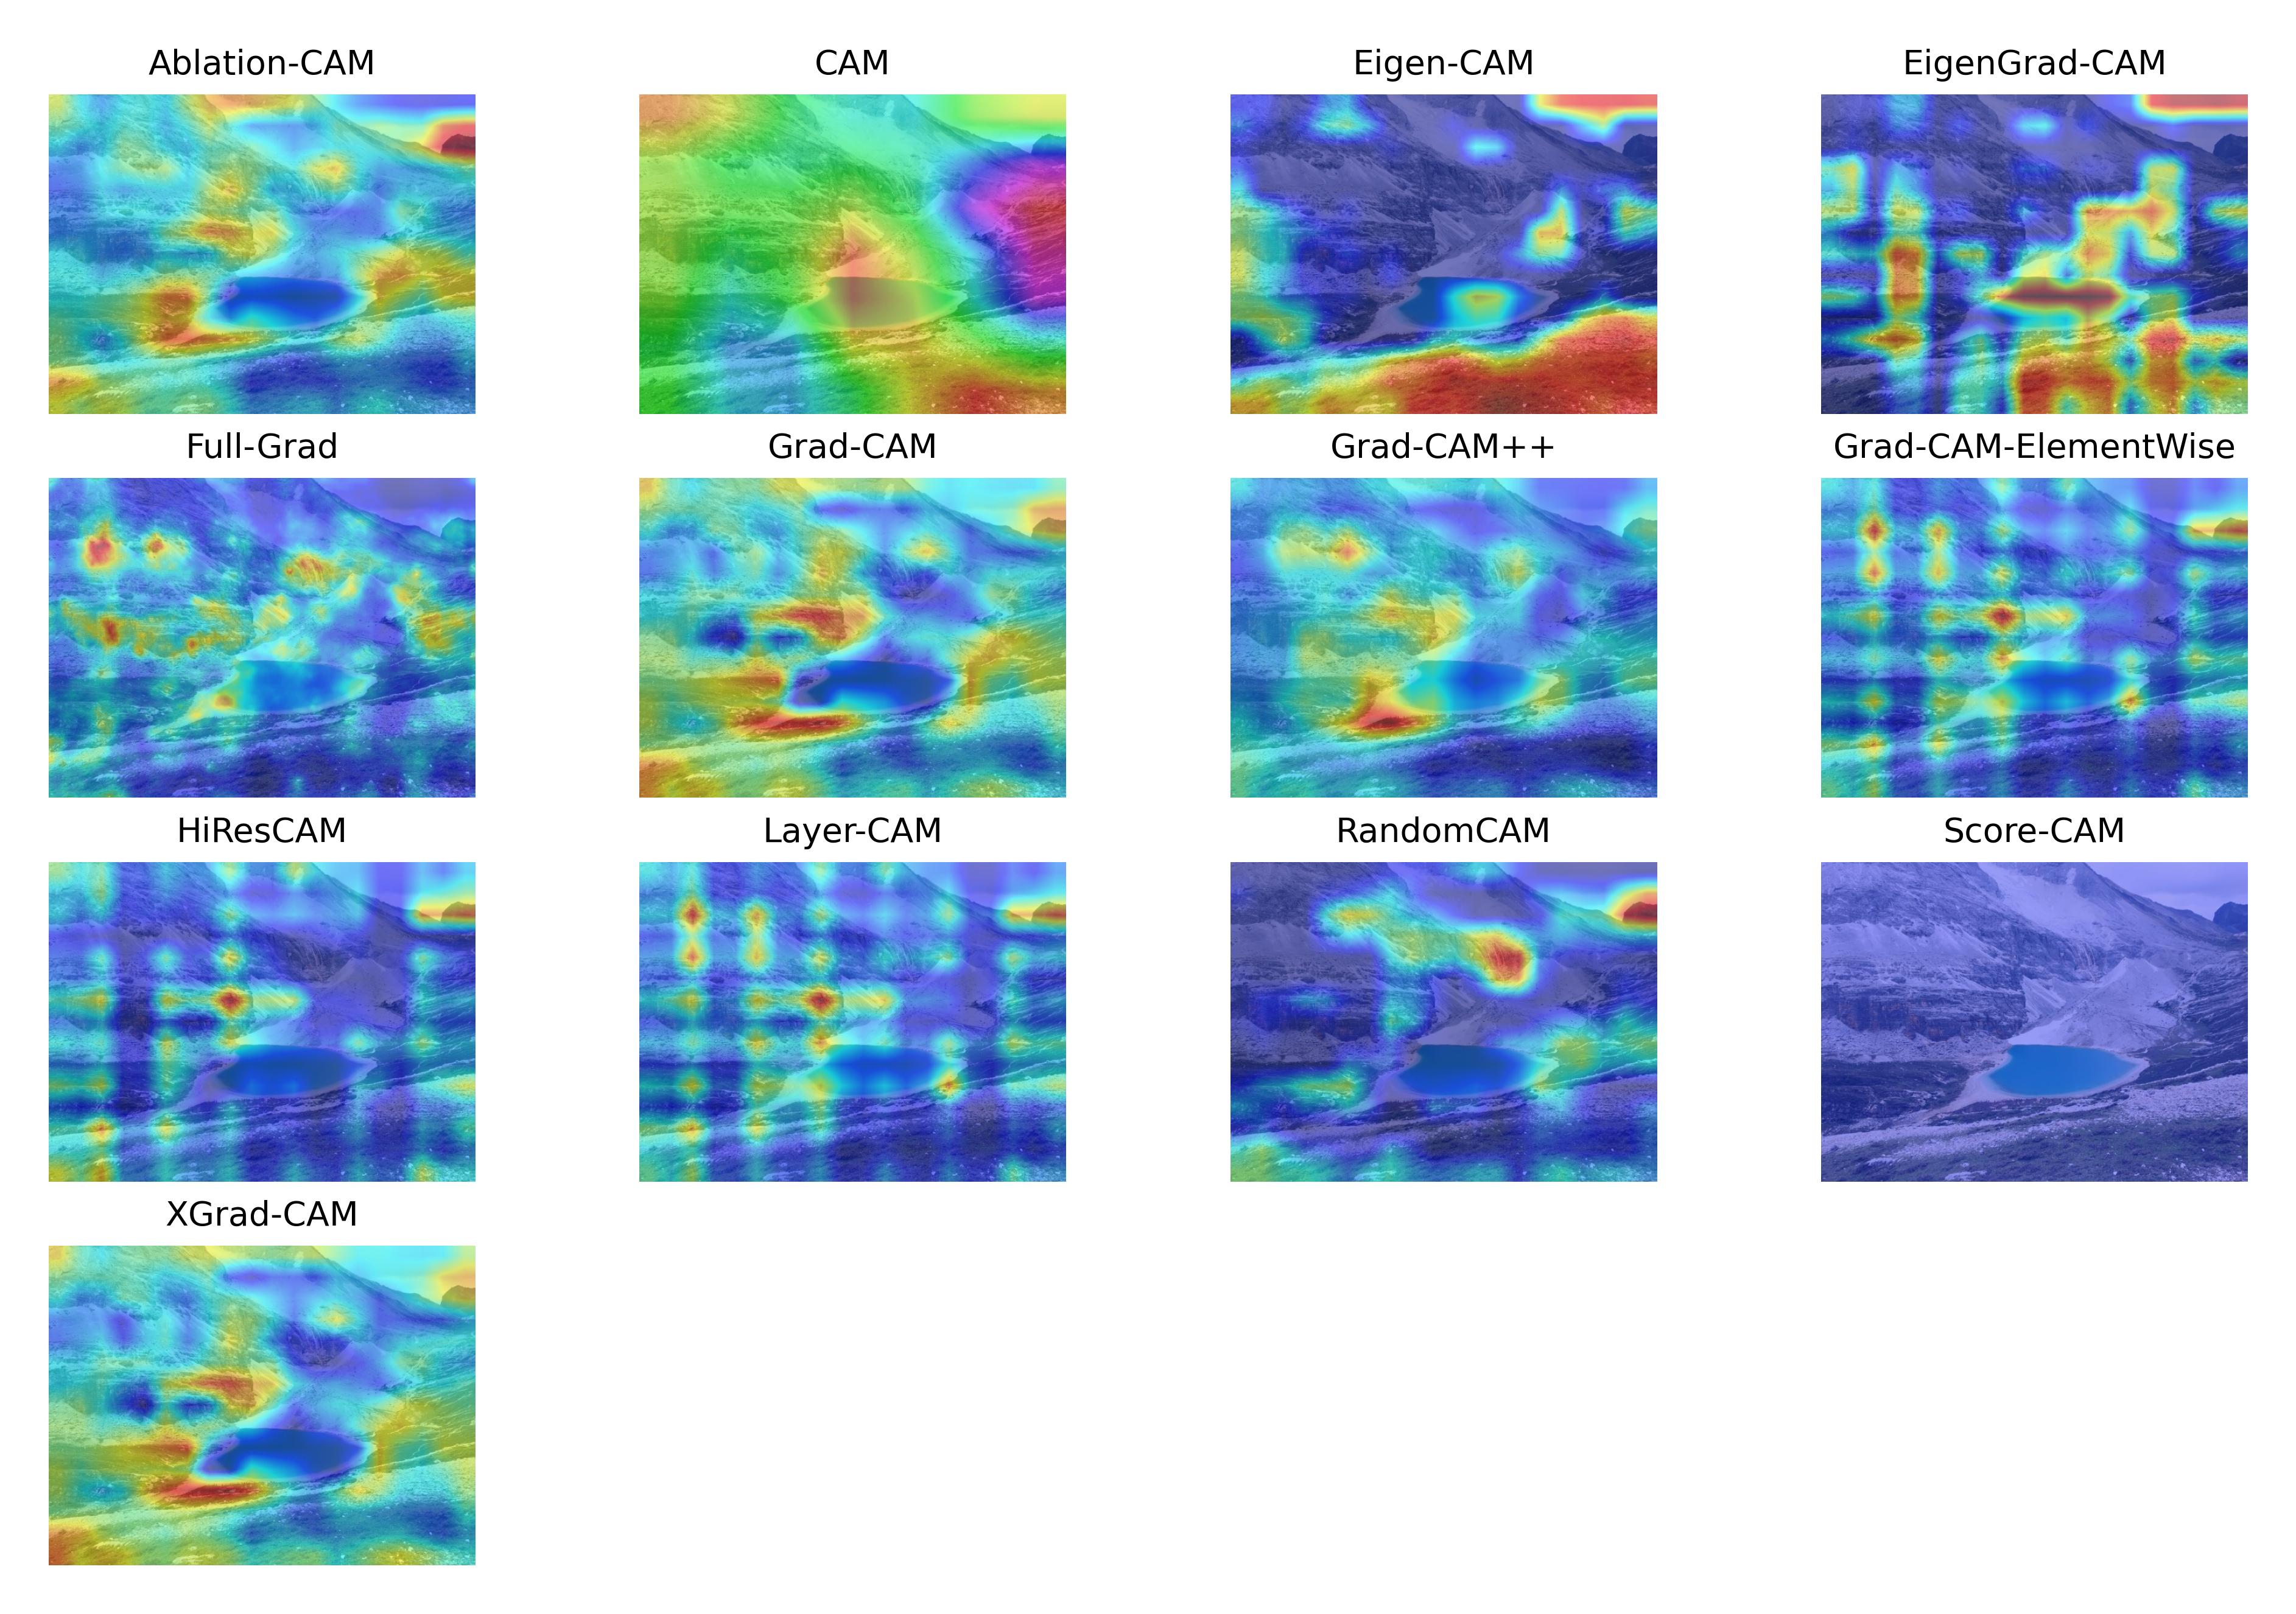 Ablation-CAM
CAM
Eigen-CAM
EigenGrad-CAM
Full-Grad
Grad-CAM
Grad-CAM++
Grad-CAM-ElementWise
HiResCAM
Layer-CAM
RandomCAM
Score-CAM
XGrad-CAM